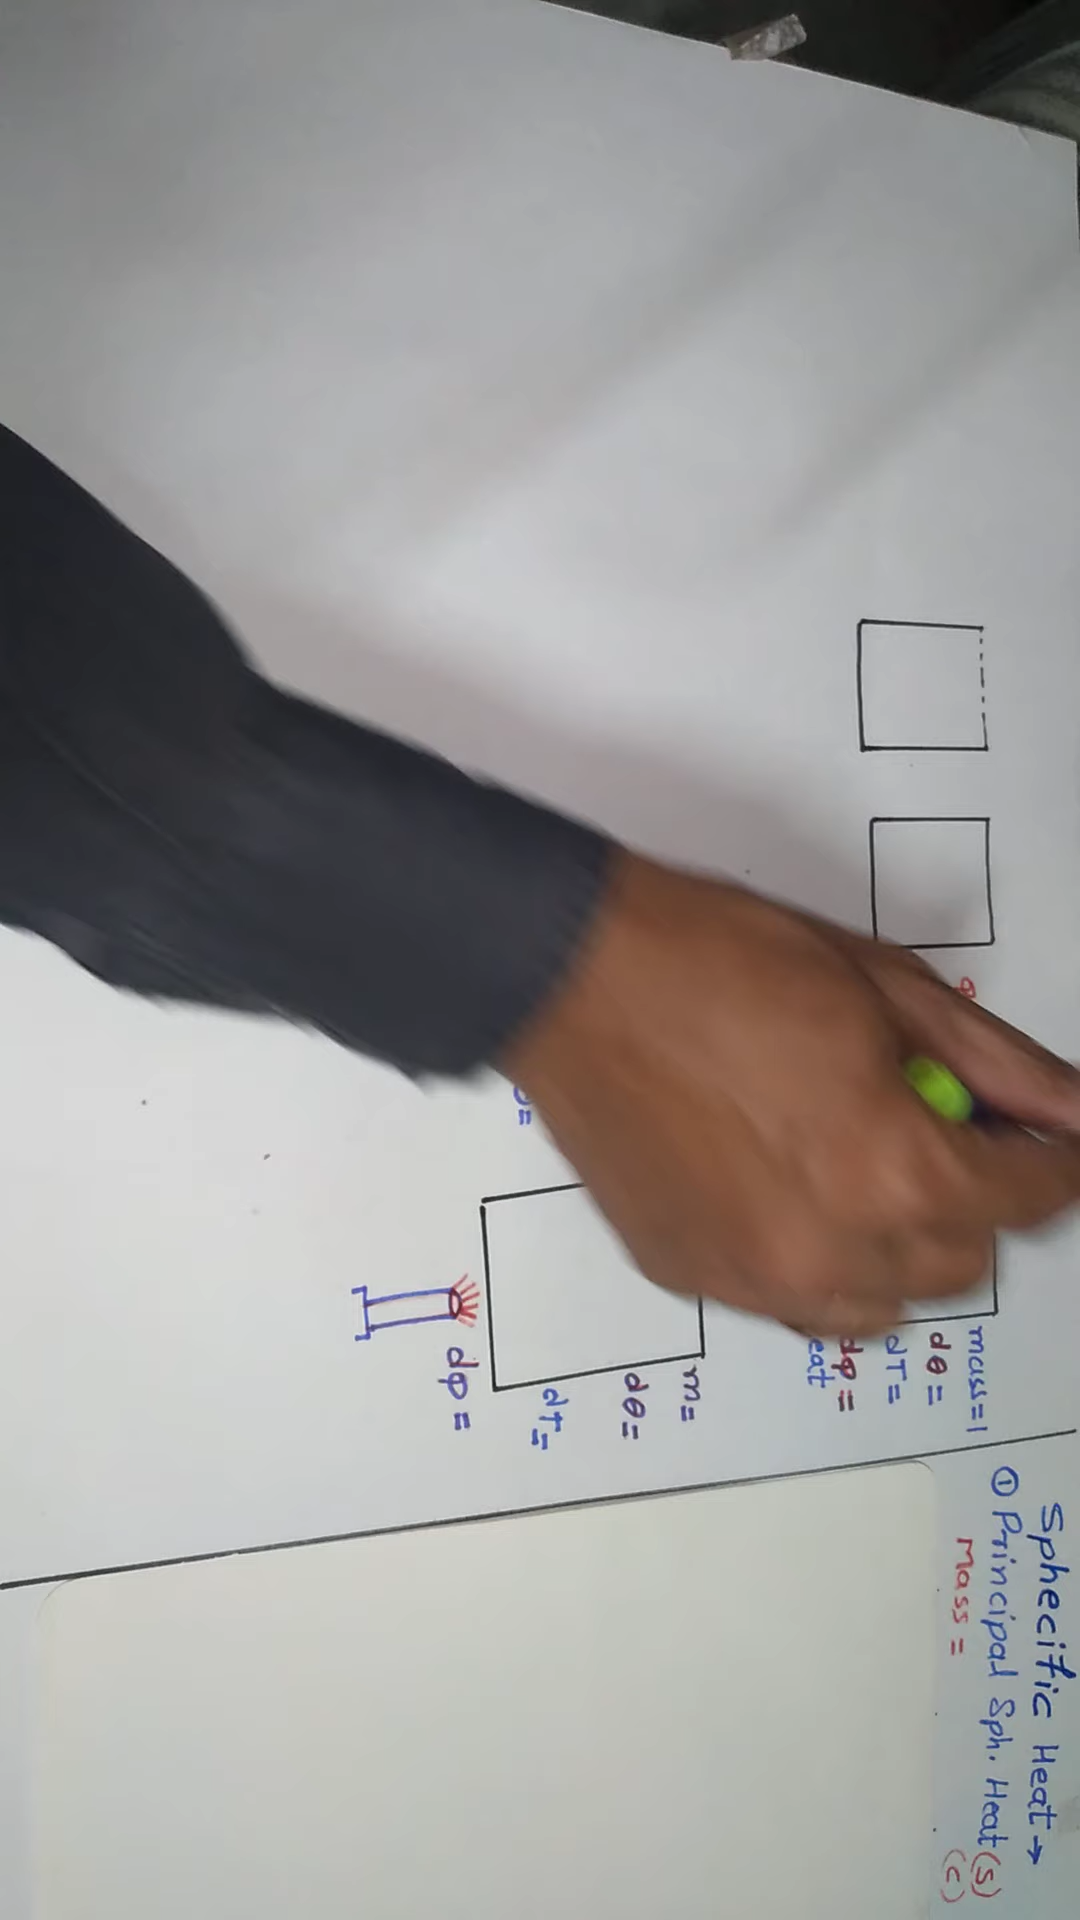 Sphecific Heat →
① Principal Sph. Heat (s)
(c)
mass =
mass=1
dθ =
dT =
dφ =
eat
m=
dθ=
dT=
dφ =